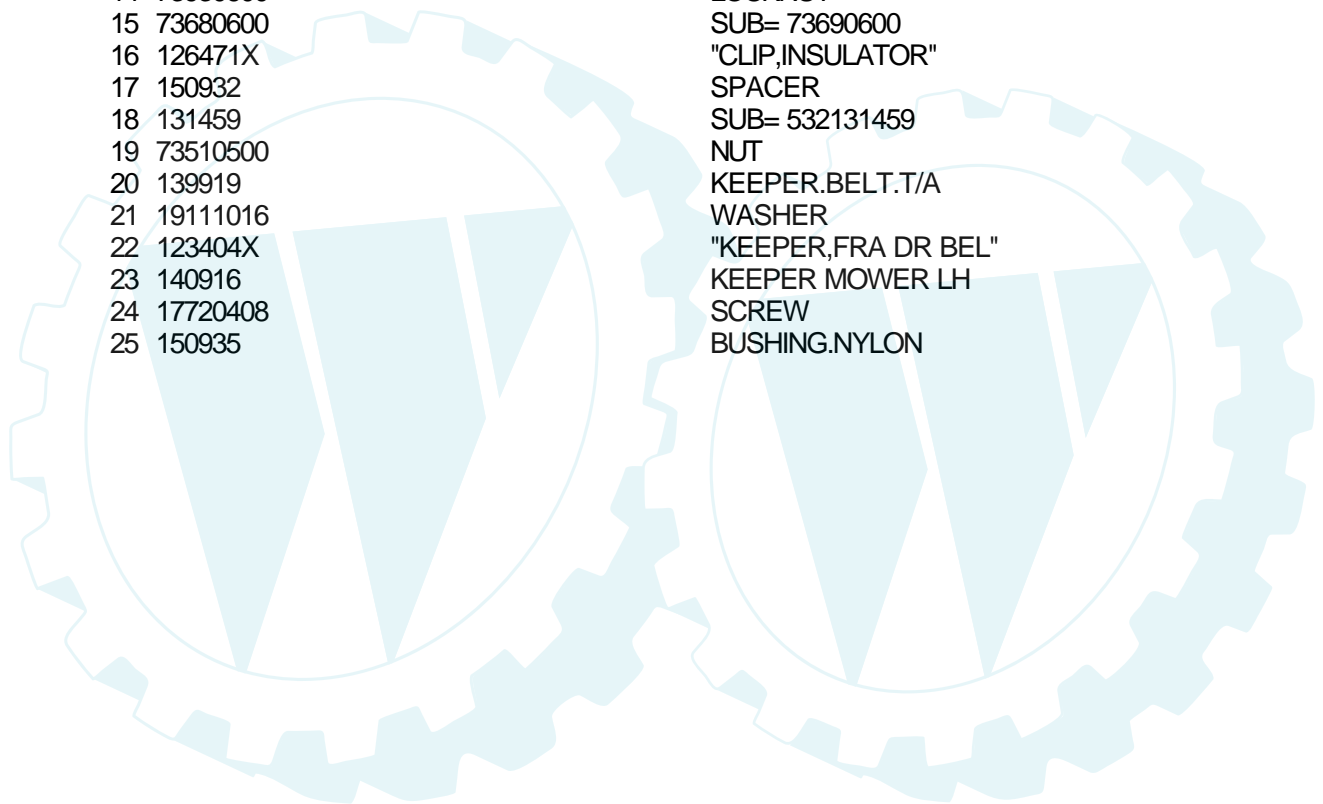 15 73680600 SUB= 73690600
16 126471X "CLIP,INSULATOR"
17 150932 SPACER
18 131459 SUB= 532131459
19 73510500 NUT
20 139919 KEEPER.BELT.T/A
21 19111016 WASHER
22 123404X "KEEPER,FRA DR BEL"
23 140916 KEEPER MOWER LH
24 17720408 SCREW
25 150935 BUSHING.NYLON